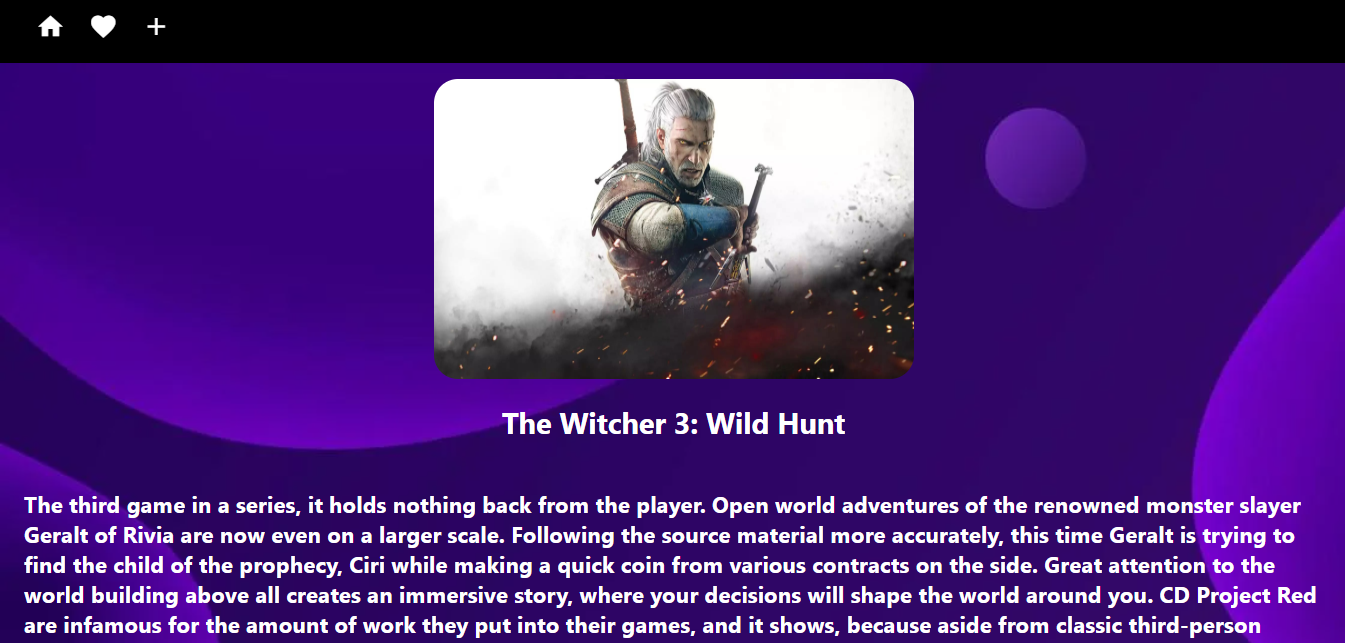 The Witcher 3: Wild Hunt
The third game in a series, it holds nothing back from the player. Open world adventures of the renowned monster slayer
Geralt of Rivia are now even on a larger scale. Following the source material more accurately, this time Geralt is trying to
find the child of the prophecy, Ciri while making a quick coin from various contracts on the side. Great attention to the
world building above all creates an immersive story, where your decisions will shape the world around you. CD Project Red
are infamous for the amount of work they put into their games, and it shows, because aside from classic third-person